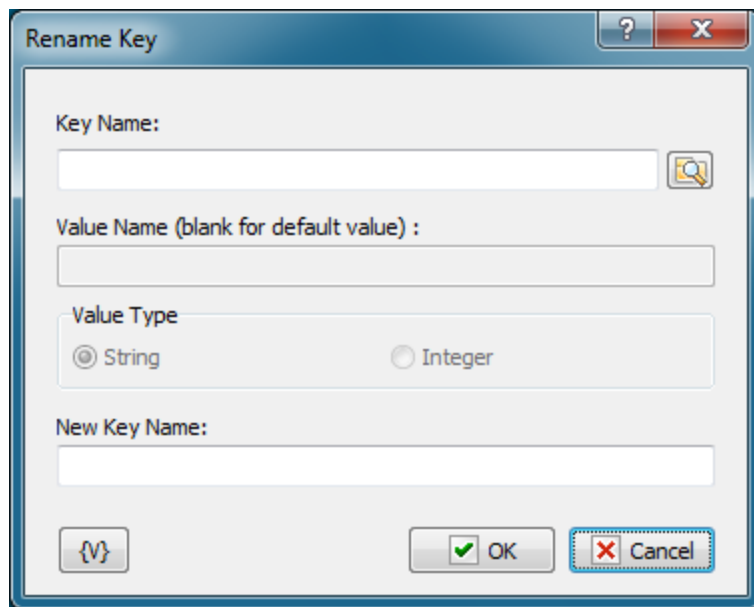 Rename Key
?
Key Name:
Value Name (blank for default value) :
Value Type
String
Integer
New Key Name:
{V}
OK
Cancel